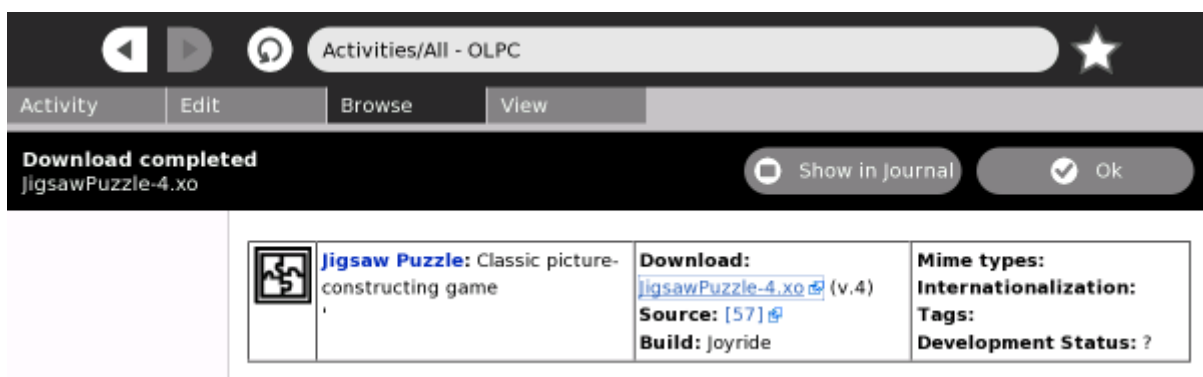 Activities/All - OLPC
Activity Edit Browse View
Download completed
JigsawPuzzle-4.xo
Show in Journal Ok
Jigsaw Puzzle: Classic picture-
constructing game
'
Download:
JigsawPuzzle-4.xo (v.4)
Source: [57]
Build: Joyride
Mime types:
Internationalization:
Tags:
Development Status: ?